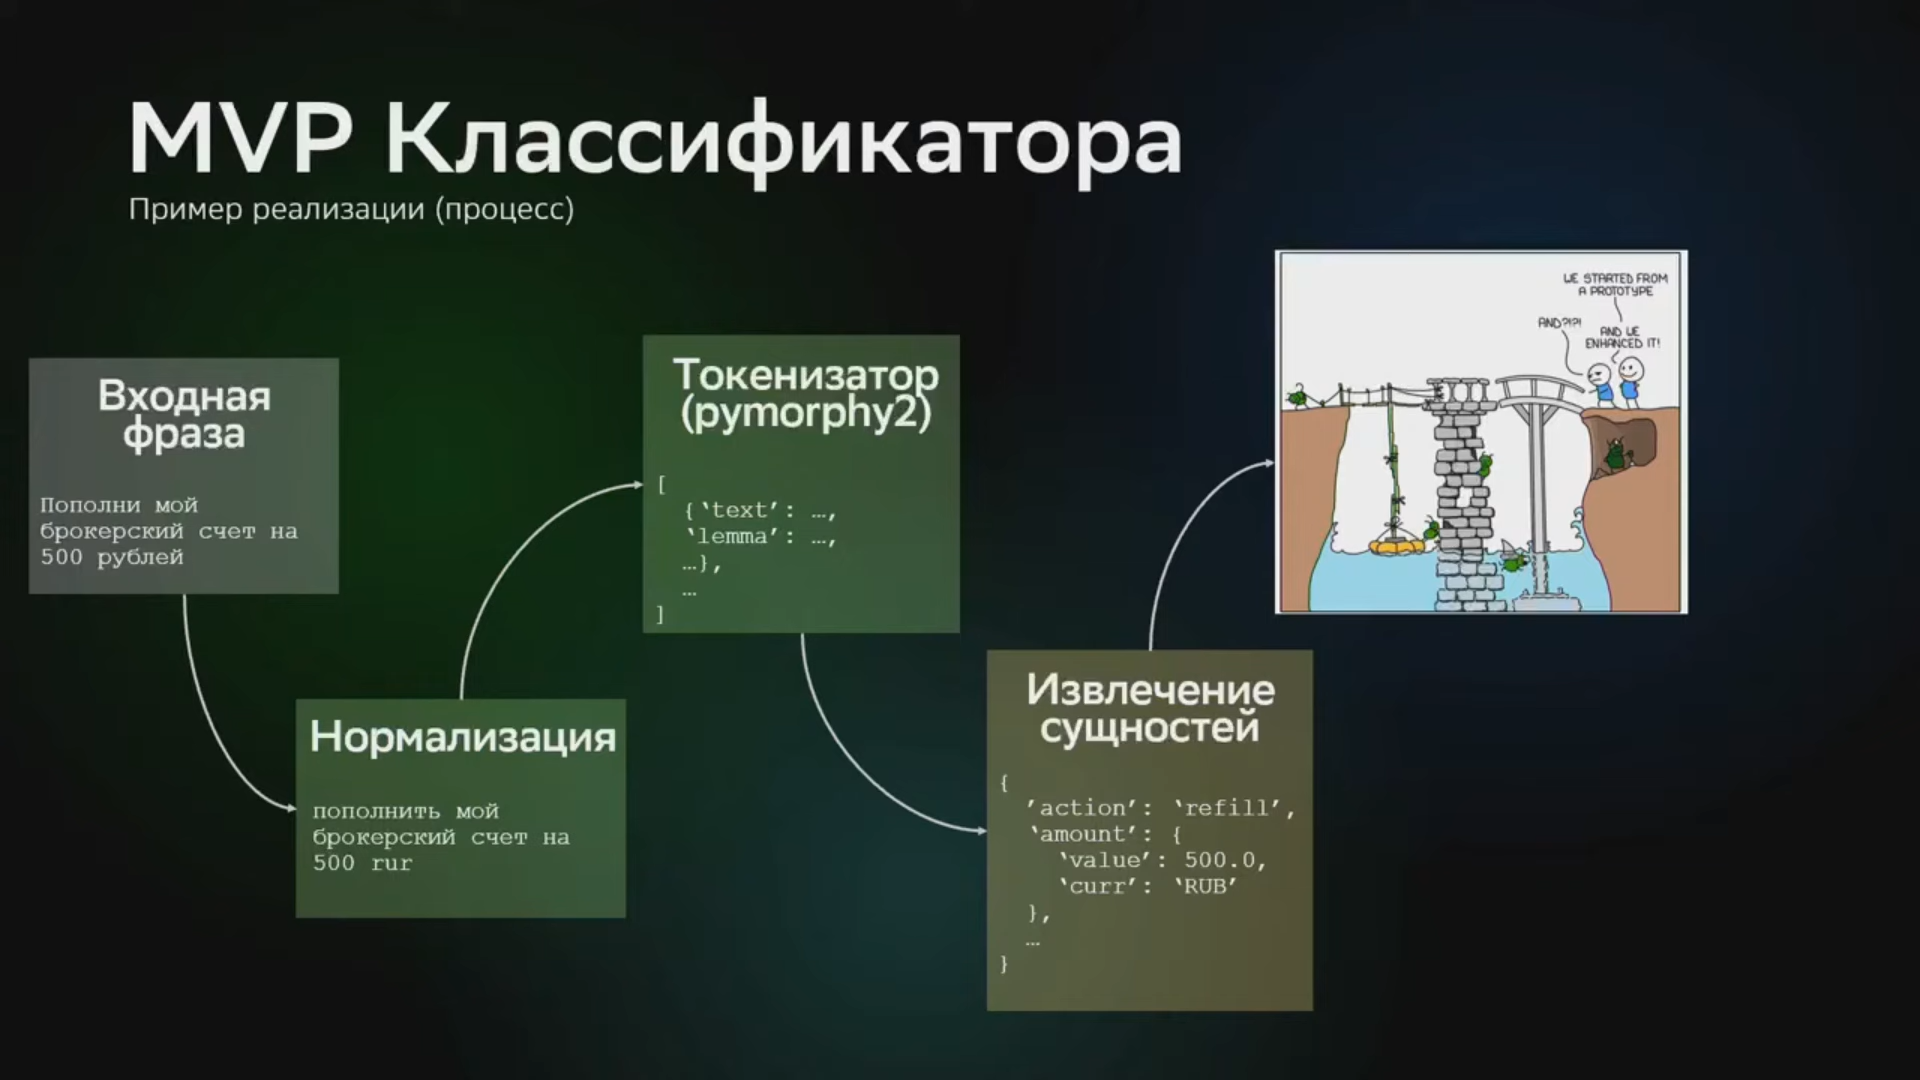 MVP Классификатора
Пример реализации (процесс)
Входная
фраза
Пополни мой
брокерский счет на
500 рублей
Нормализация
пополнить мой
брокерский счет на
500 rur
Токенизатор
(pymorphy2)
[
{‘text’: …,
‘lemma’: …,
…},
…
]
Извлечение
сущностей
{
’action’: ‘refill’,
‘amount’: {
‘value’: 500.0,
‘curr’: ‘RUB’
},
…
}
WE STARTED FROM
A PROTOTYPE
AND?!?!
AND WE
ENHANCED IT!